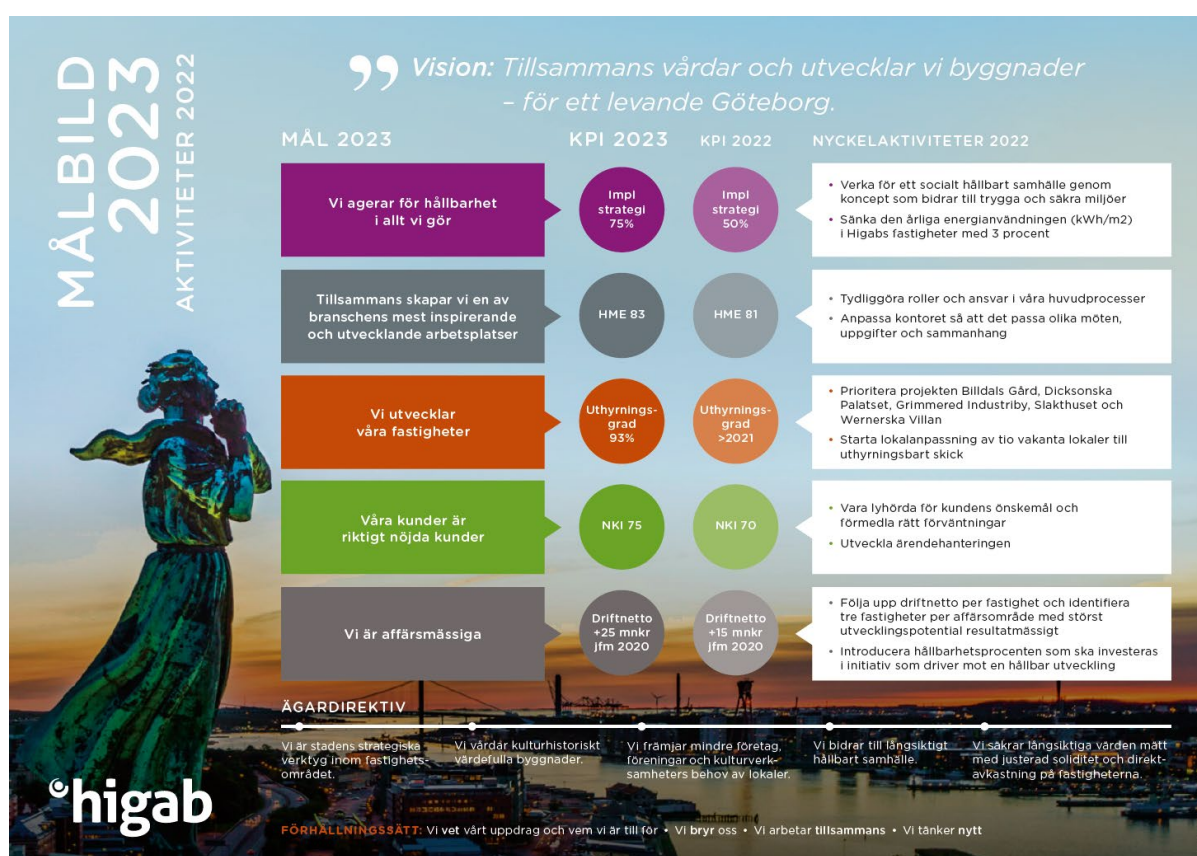 MÅLBILD
2023
AKTIVITETER 2022
” Vision: Tillsammans vårdar och utvecklar vi byggnader
– för ett levande Göteborg.
MÅL 2023
KPI 2023
KPI 2022
NYCKELAKTIVITETER 2022
Vi agerar för hållbarhet
i allt vi gör
Impl
strategi
75%
Impl
strategi
50%
• Verka för ett socialt hållbart samhälle genom
koncept som bidrar till trygga och säkra miljöer
• Sänka den årliga energianvändningen (kWh/m2)
i Higabs fastigheter med 3 procent
Tillsammans skapar vi en av
branschens mest inspirerande
och utvecklande arbetsplatser
HME 83
HME 81
• Tydliggöra roller och ansvar i våra huvudprocesser
• Anpassa kontoret så att det passa olika möten,
uppgifter och sammanhang
Vi utvecklar
våra fastigheter
Uthyrnings-
grad
93%
Uthyrnings-
grad
>2021
• Prioritera projekten Billdals Gård, Dicksonska
Palatset, Grimmered Industriby, Slakthuset och
Wernerska Villan
• Starta lokalanpassning av tio vakanta lokaler till
uthyrningsbart skick
Våra kunder är
riktigt nöjda kunder
NKI 75
NKI 70
• Vara lyhörda för kundens önskemål och
förmedla rätt förväntningar
• Utveckla ärendehanteringen
Vi är affärsmässiga
Driftnetto
+25 mnkr
jfm 2020
Driftnetto
+15 mnkr
jfm 2020
• Följa upp driftnetto per fastighet och identifiera
tre fastigheter per affärsområde med störst
utvecklingspotential resultatmässigt
• Introducera hållbarhetsprocenten som ska investeras
i initiativ som driver mot en hållbar utveckling
ÄGARDIREKTIV
Vi är stadens strategiska
verktyg inom fastighets-
området.
Vi vårdar kulturhistoriskt
värdefulla byggnader.
Vi främjar mindre företag,
föreningar och kulturverk-
samheters behov av lokaler.
Vi bidrar till långsiktigt
hållbart samhälle.
Vi säkrar långsiktiga värden mätt
med justerad soliditet och direkt-
avkastning på fastigheterna.
higab
FÖRHÅLLNINGSSÄTT: Vi vet vårt uppdrag och vem vi är till för • Vi bryr oss • Vi arbetar tillsammans • Vi tänker nytt